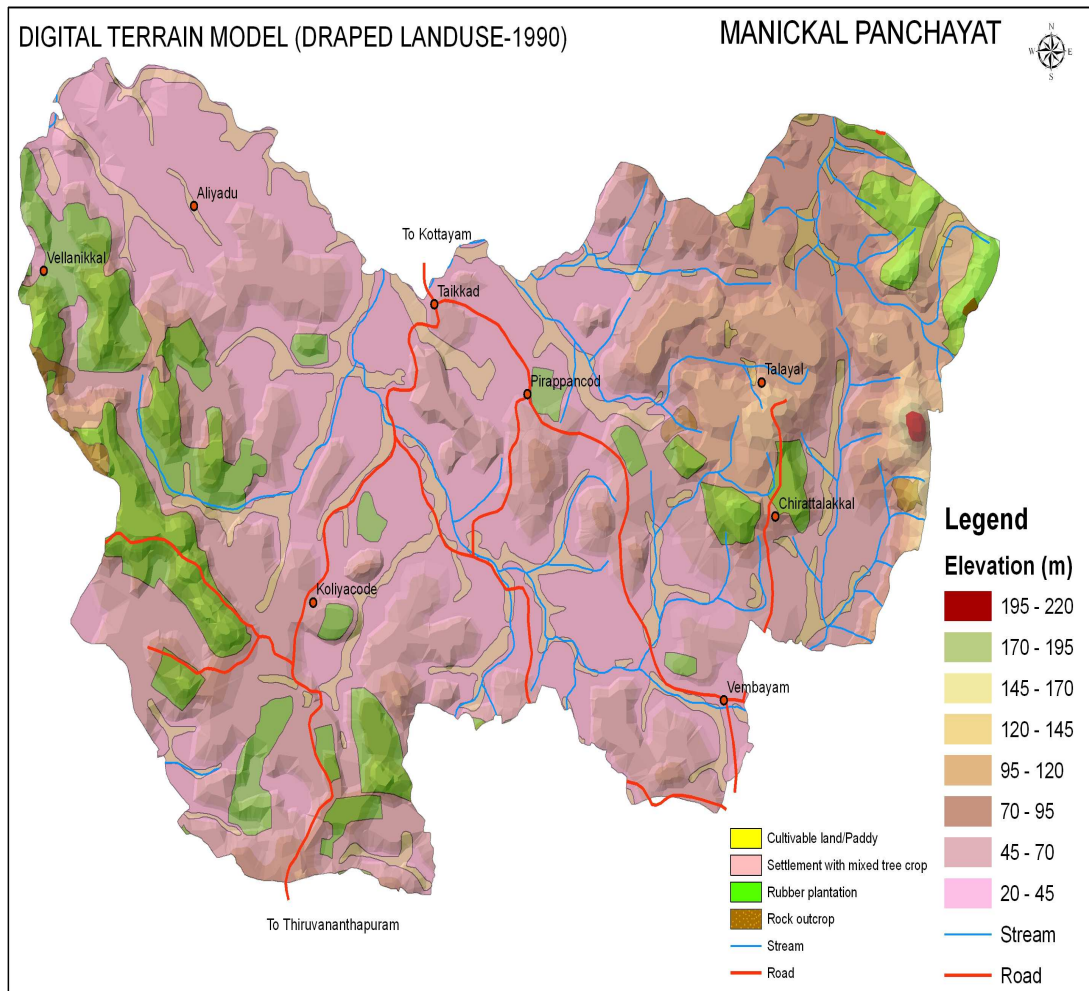 DIGITAL TERRAIN MODEL (DRAPED LANDUSE-1990)
MANICKAL PANCHAYAT
N
W E
S
Aliyadu
To Kottayam
Vellanikkal
Taikkad
Talayal
Pirappancod
Chirattalakkal
Koliyacode
Vembayam
To Thiruvananthapuram
Cultivable land/Paddy
Settlement with mixed tree crop
Rubber plantation
Rock outcrop
Stream
Road
Legend
Elevation (m)
195 - 220
170 - 195
145 - 170
120 - 145
95 - 120
70 - 95
45 - 70
20 - 45
Stream
Road